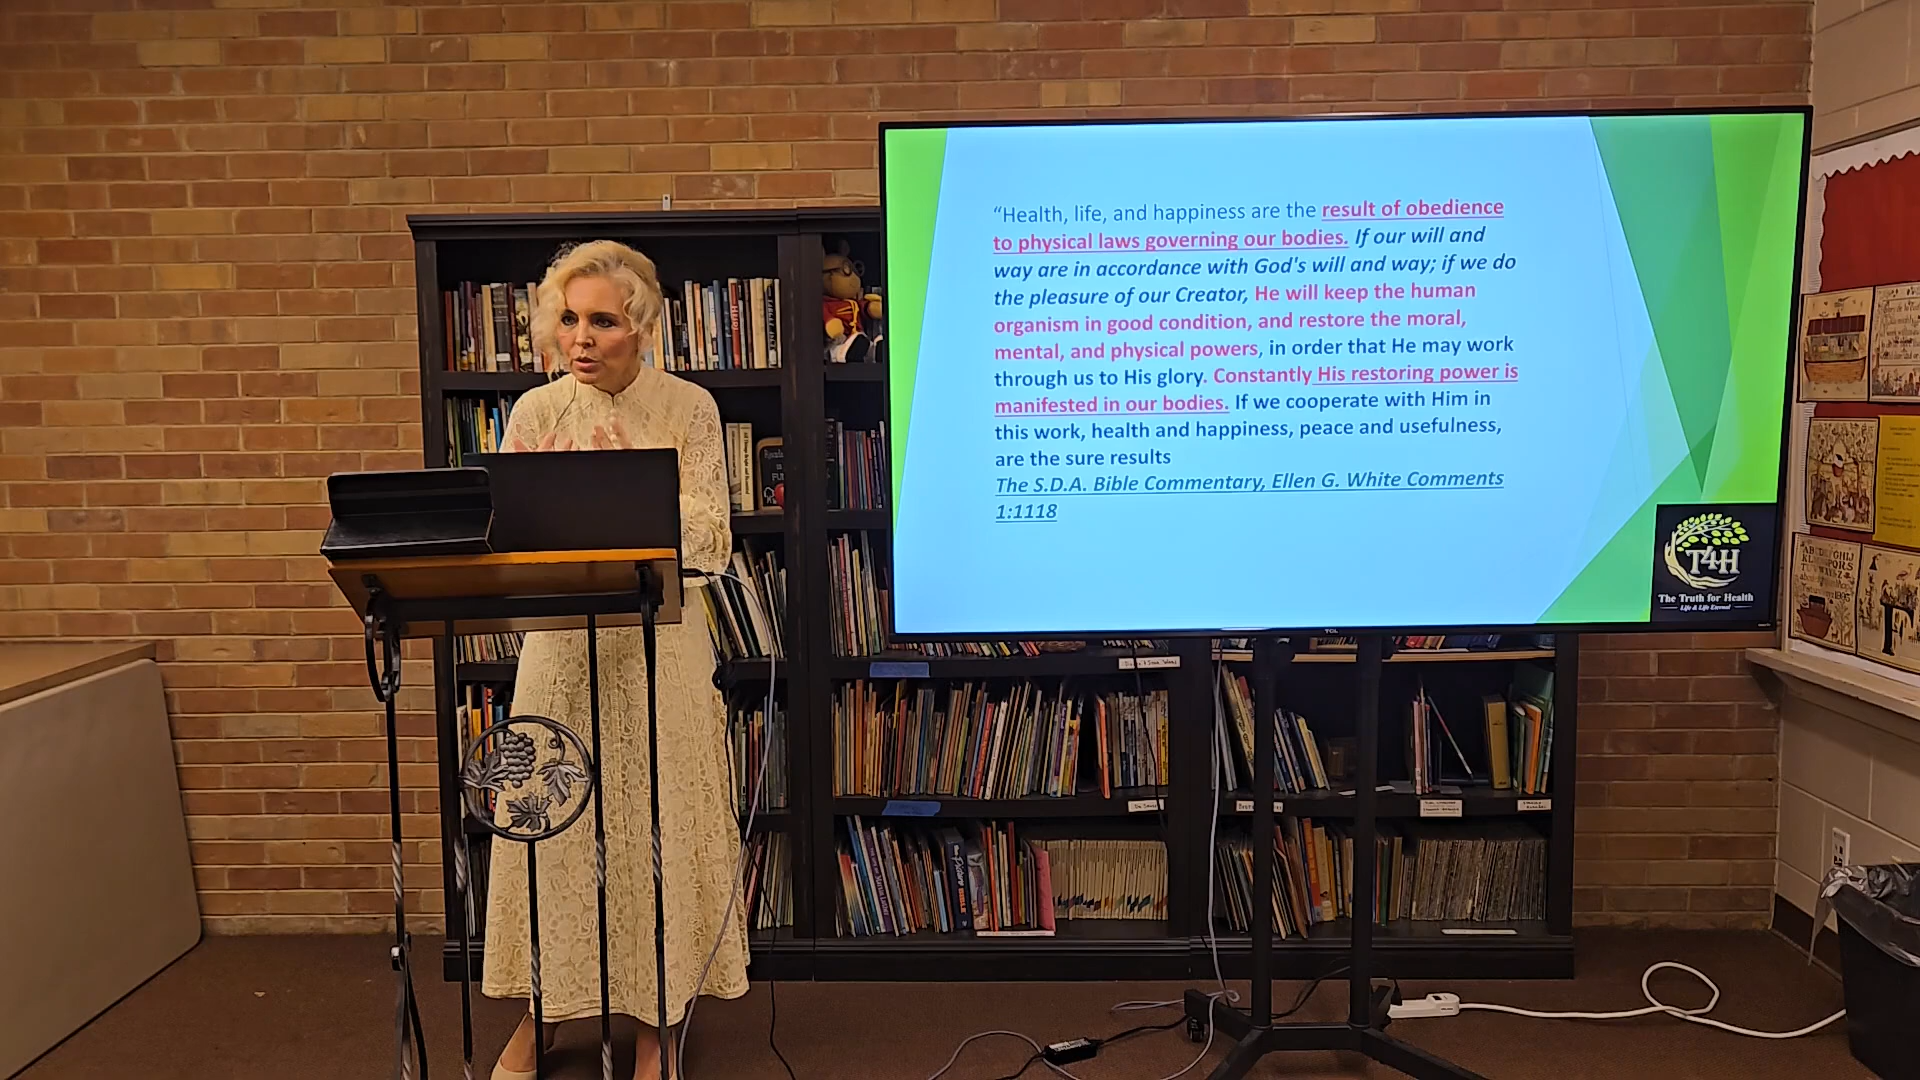 “Health, life, and happiness are the result of obedience
to physical laws governing our bodies. If our will and
way are in accordance with God's will and way; if we do
the pleasure of our Creator, He will keep the human
organism in good condition, and restore the moral,
mental, and physical powers, in order that He may work
through us to His glory. Constantly His restoring power is
manifested in our bodies. If we cooperate with Him in
this work, health and happiness, peace and usefulness,
are the sure results
The S.D.A. Bible Commentary, Ellen G. White Comments
1:1118
T4H
The Truth for Health
Life & Life Eternal
TCL